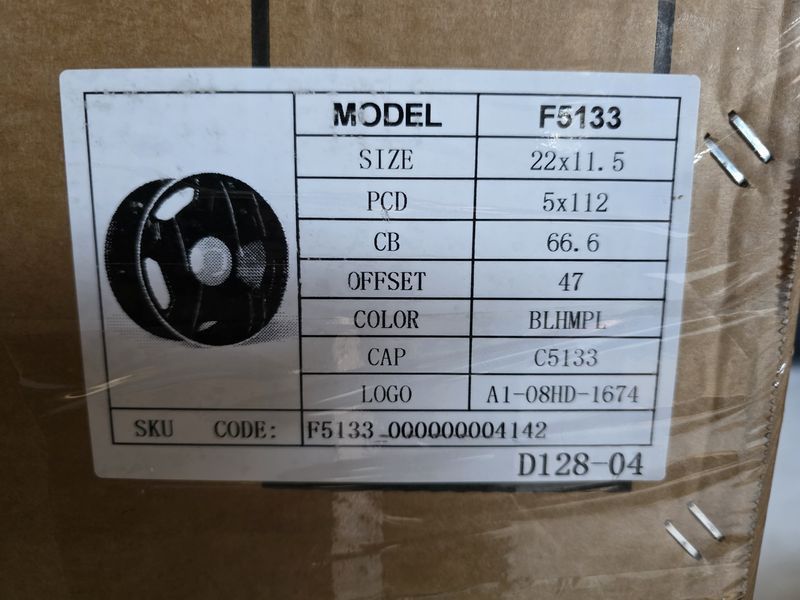 MODEL F5133
SIZE 22x11.5
PCD 5x112
CB 66.6
OFFSET 47
COLOR BLHMPL
CAP C5133
LOGO A1-08HD-1674
SKU CODE: F5133_000000004142
D128-04